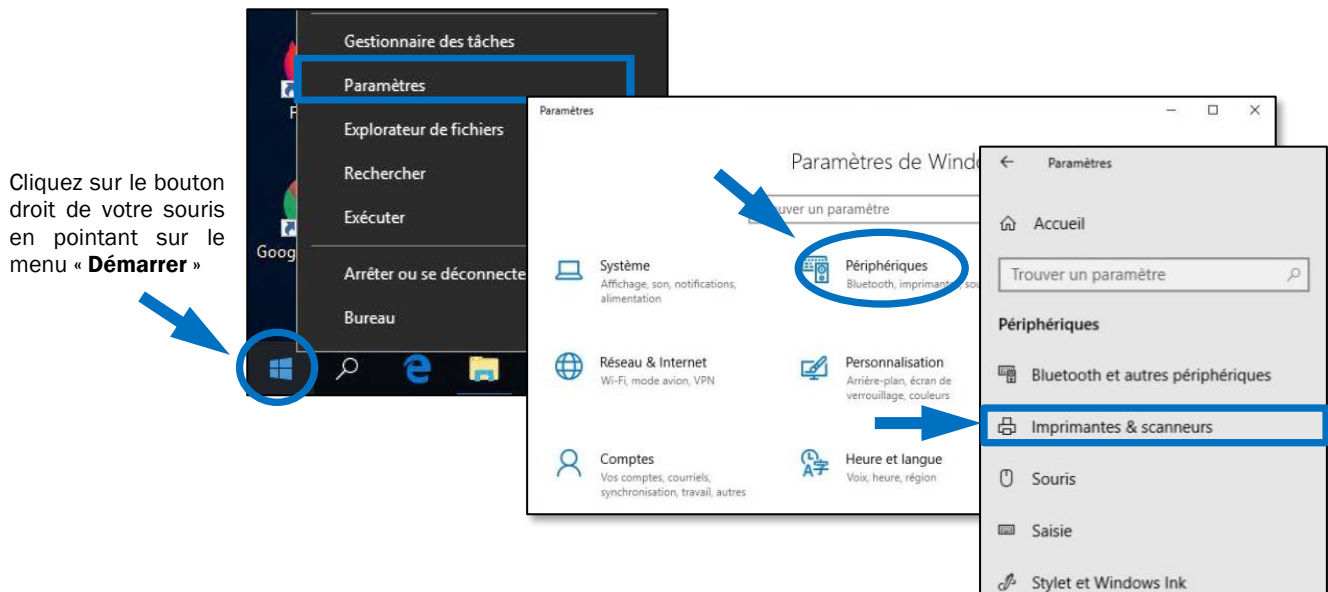 Cliquez sur le bouton
droit de votre souris
en pointant sur le
menu « Démarrer »
Gestionnaire des tâches
Paramètres
Explorateur de fichiers
Rechercher
Exécuter
Arrêter ou se déconnecte
Bureau
F
Goog
Paramètres
Paramètres de Windo
ouver un paramètre
Système
Affichage, son, notifications,
alimentation
Périphériques
Bluetooth, imprimantes, sou
Réseau & Internet
Wi-Fi, mode avion, VPN
Personnalisation
Arrière-plan, écran de
verrouillage, couleurs
Comptes
Vos comptes, courriels,
synchronisation, travail, autres
Heure et langue
Voix, heure, région
Paramètres
Accueil
Trouver un paramètre
Périphériques
Bluetooth et autres périphériques
Imprimantes & scanneurs
Souris
Saisie
Stylet et Windows Ink